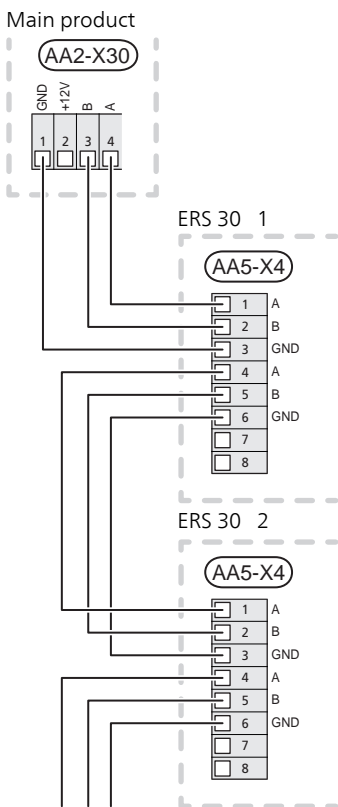 Main product
AA2-X30
GND +12V B A
1 2 3 4
ERS 30 1
AA5-X4
1 A
2 B
3 GND
4 A
5 B
6 GND
7
8
ERS 30 2
AA5-X4
1 A
2 B
3 GND
4 A
5 B
6 GND
7
8